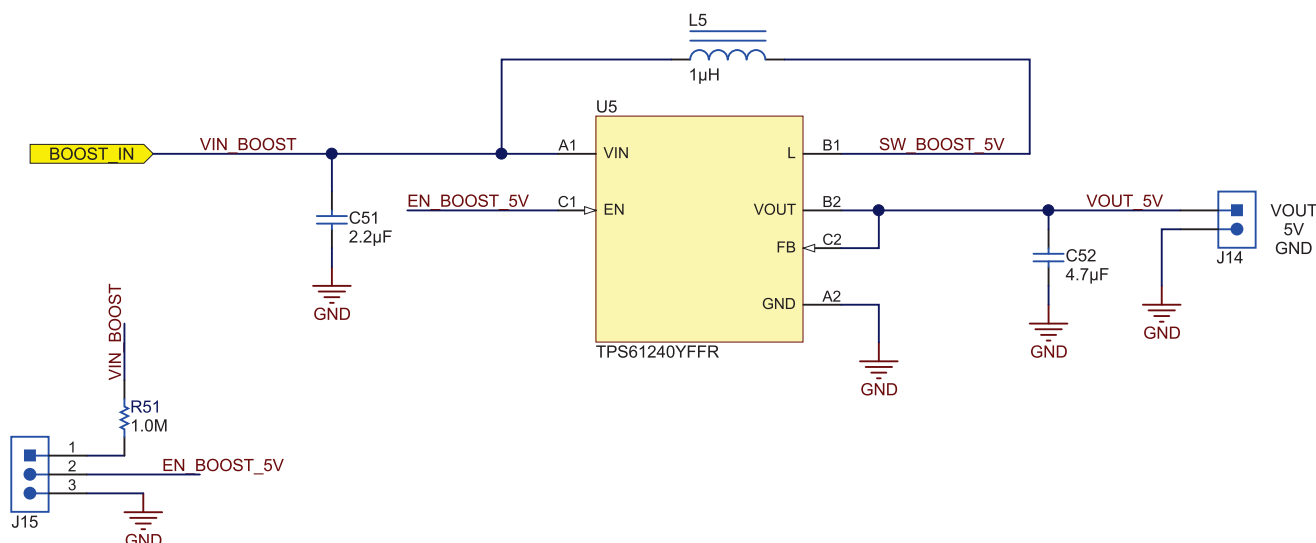 L5
1µH
U5
BOOST_IN
VIN_BOOST
A1
VIN
L
B1
SW_BOOST_5V
EN_BOOST_5V
C1
EN
VOUT
B2
VOUT_5V
VOUT
5V
GND
C51
2.2µF
FB
C2
C52
4.7µF
J14
GND
A2
GND
GND
GND
TPS61240YFFR
GND
VIN_BOOST
R51
1.0M
1
2
EN_BOOST_5V
3
J15
GND